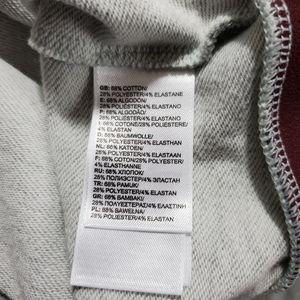 GB: 68% COTTON/
28% POLYESTER/4% ELASTANE
E: 68% ALGODÓN/
28% POLIÉSTER/4% ELASTANO
P: 68% ALGODÃO/
28% POLIÉSTER/4% ELASTANO
I: 68% COTONE/28% POLIESTERE/
4% ELASTAN
D: 68% BAUMWOLLE/
28% POLYESTER/4% ELASTAN
NL: 68% KATOEN/
28% POLYESTER/4% ELASTAAN
F: 68% COTON/28% POLYESTER/
4% ELASTHANNE
RU: 68% ХЛОПОК/
28% ПОЛИЭСТЕР/4% ЭЛАСТАН
TR: 68% PAMUK/
28% POLYESTER/4% ELASTAN
GR: 68% ΒΑΜΒΑΚΙ/
28% ΠΟΛΥΕΣΤΕΡΑΣ/4% ΕΛΑΣΤΙΝΗ
PL: 68% BAWEŁNA/
28% POLIESTER/4% ELASTAN